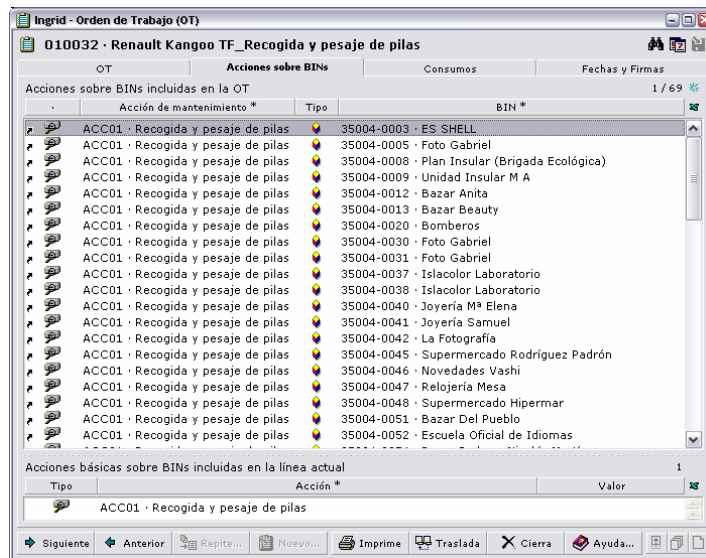 Ingrid - Orden de Trabajo (OT)
010032 · Renault Kangoo TF_Recogida y pesaje de pilas
OT Acciones sobre BINs Consumos Fechas y Firmas
Acciones sobre BINs incluidas en la OT 1 / 69
· Acción de mantenimiento * Tipo BIN *
ACC01 · Recogida y pesaje de pilas 35004-0003 · ES SHELL
ACC01 · Recogida y pesaje de pilas 35004-0005 · Foto Gabriel
ACC01 · Recogida y pesaje de pilas 35004-0008 · Plan Insular (Brigada Ecológica)
ACC01 · Recogida y pesaje de pilas 35004-0009 · Unidad Insular M A
ACC01 · Recogida y pesaje de pilas 35004-0012 · Bazar Anita
ACC01 · Recogida y pesaje de pilas 35004-0013 · Bazar Beauty
ACC01 · Recogida y pesaje de pilas 35004-0020 · Bomberos
ACC01 · Recogida y pesaje de pilas 35004-0030 · Foto Gabriel
ACC01 · Recogida y pesaje de pilas 35004-0031 · Foto Gabriel
ACC01 · Recogida y pesaje de pilas 35004-0037 · Islacolor Laboratorio
ACC01 · Recogida y pesaje de pilas 35004-0038 · Islacolor Laboratorio
ACC01 · Recogida y pesaje de pilas 35004-0040 · Joyería Mª Elena
ACC01 · Recogida y pesaje de pilas 35004-0041 · Joyería Samuel
ACC01 · Recogida y pesaje de pilas 35004-0042 · La Fotografía
ACC01 · Recogida y pesaje de pilas 35004-0045 · Supermercado Rodríguez Padrón
ACC01 · Recogida y pesaje de pilas 35004-0046 · Novedades Vashi
ACC01 · Recogida y pesaje de pilas 35004-0047 · Relojería Mesa
ACC01 · Recogida y pesaje de pilas 35004-0048 · Supermercado Hipermar
ACC01 · Recogida y pesaje de pilas 35004-0051 · Bazar Del Pueblo
ACC01 · Recogida y pesaje de pilas 35004-0052 · Escuela Oficial de Idiomas
Acciones básicas sobre BINs incluidas en la línea actual 1
Tipo Acción * Valor
ACC01 · Recogida y pesaje de pilas
Siguiente Anterior Repite... Nuevo... Imprime Traslada Cierra Ayuda...